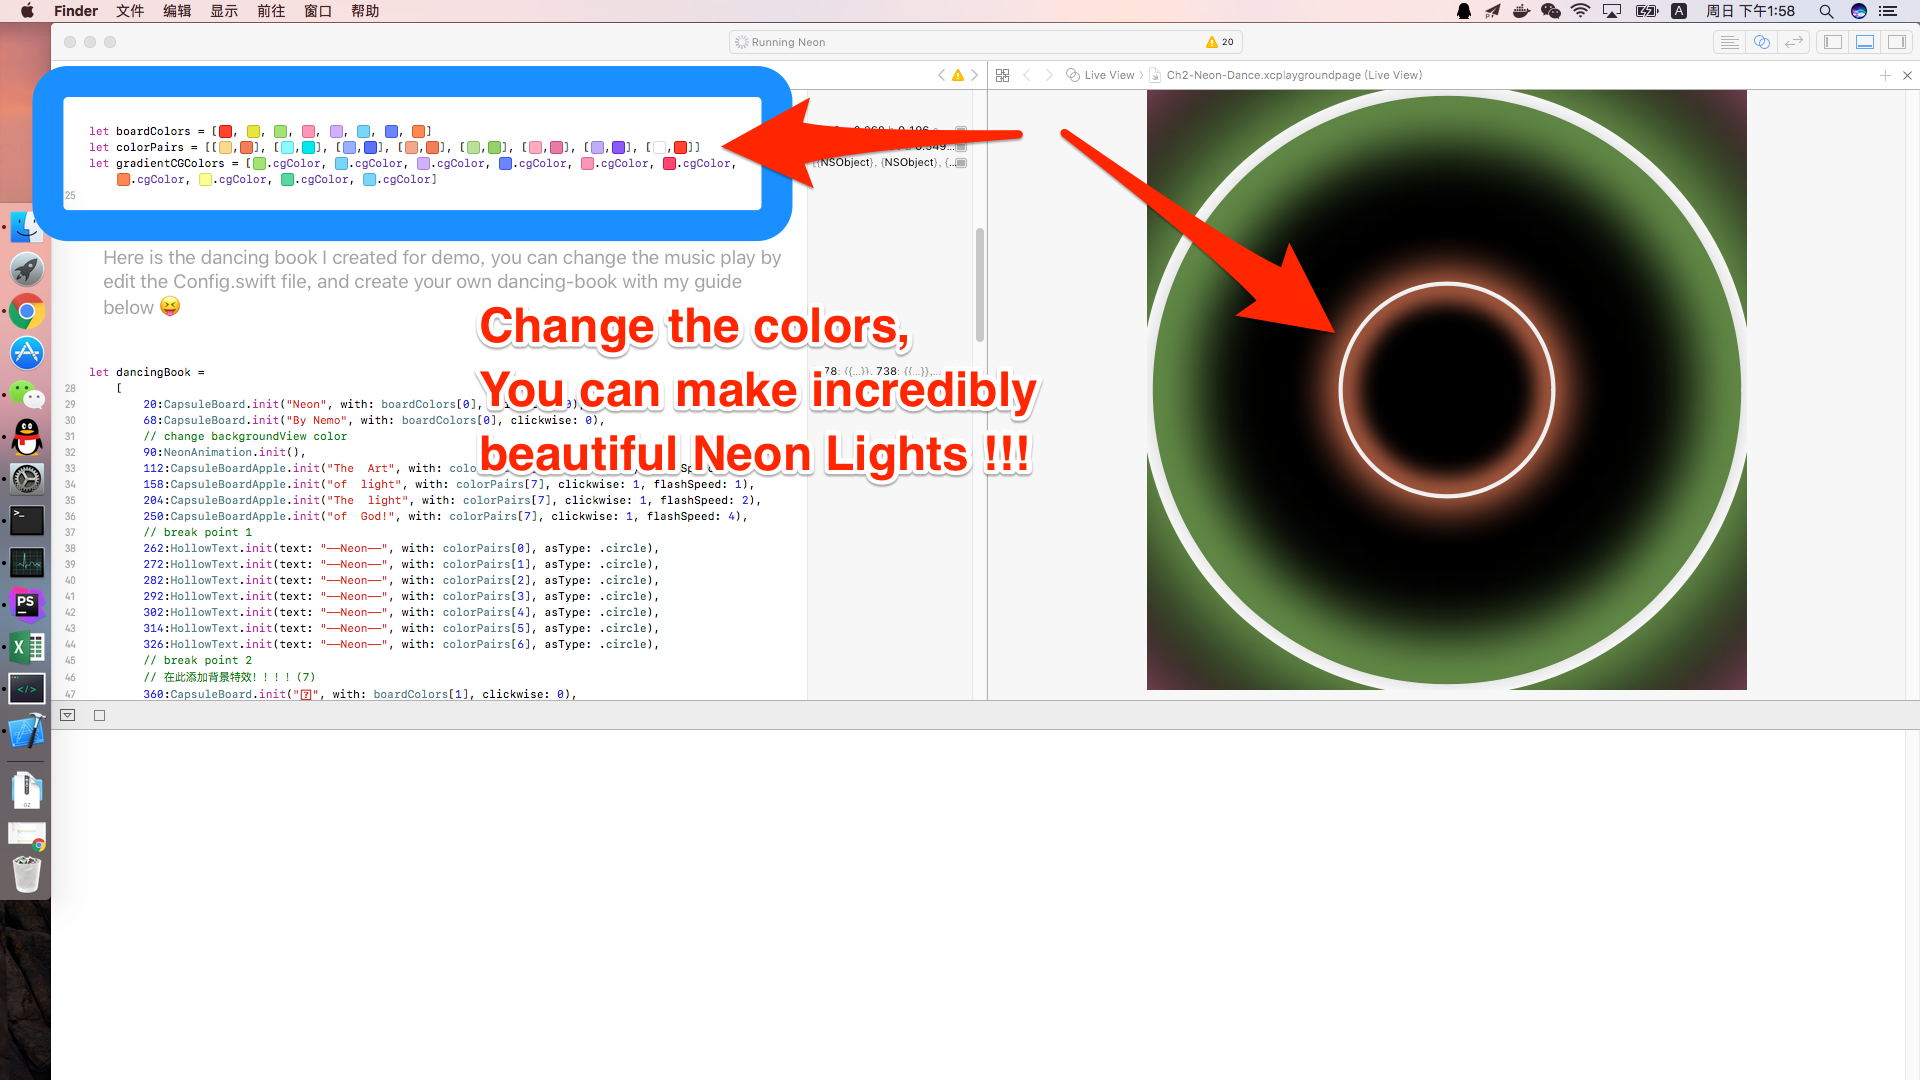 Finder 文件 编辑 显示 前往 窗口 帮助
A 周日 下午1:58
Running Neon
20
Live View 〉 Ch2-Neon-Dance.xcplaygroundpage (Live View)
let boardColors = [ , , , , , , , ]
let colorPairs = [[ , ], [ , ], [ , ], [ , ], [ , ], [ , ], [ , ], [ , ]]
let gradientCGColors = [ .cgColor, .cgColor, .cgColor, .cgColor, .cgColor, .cgColor,
.cgColor, .cgColor, .cgColor, .cgColor]
25
{NSObject}, {NSObject}, {...
Here is the dancing book I created for demo, you can change the music play by
edit the Config.swift file, and create your own dancing-book with my guide
below 😝
Change the colors,
You can make incredibly
beautiful Neon Lights !!!
let dancingBook =
78: {{...}}, 738: {{...}},...
28 [
29 20:CapsuleBoard.init("Neon", with: boardColors[0],
30 68:CapsuleBoard.init("By Nemo", with: boardColors[0], clickwise: 0),
31 // change backgroundView color
32 90:NeonAnimation.init(),
33 112:CapsuleBoardApple.init("The Art", with:
34 158:CapsuleBoardApple.init("of light", with: colorPairs[7], clickwise: 1, flashSpeed: 1),
35 204:CapsuleBoardApple.init("The light", with: colorPairs[7], clickwise: 1, flashSpeed: 2),
36 250:CapsuleBoardApple.init("of God!", with: colorPairs[7], clickwise: 1, flashSpeed: 4),
37 // break point 1
38 262:HollowText.init(text: "——Neon——", with: colorPairs[0], asType: .circle),
39 272:HollowText.init(text: "——Neon——", with: colorPairs[1], asType: .circle),
40 282:HollowText.init(text: "——Neon——", with: colorPairs[2], asType: .circle),
41 292:HollowText.init(text: "——Neon——", with: colorPairs[3], asType: .circle),
42 302:HollowText.init(text: "——Neon——", with: colorPairs[4], asType: .circle),
43 314:HollowText.init(text: "——Neon——", with: colorPairs[5], asType: .circle),
44 326:HollowText.init(text: "——Neon——", with: colorPairs[6], asType: .circle),
45 // break point 2
46 // 在此添加背景特效！！！！(7)
47 360:CapsuleBoard.init("⍰", with: boardColors[1], clickwise: 0),